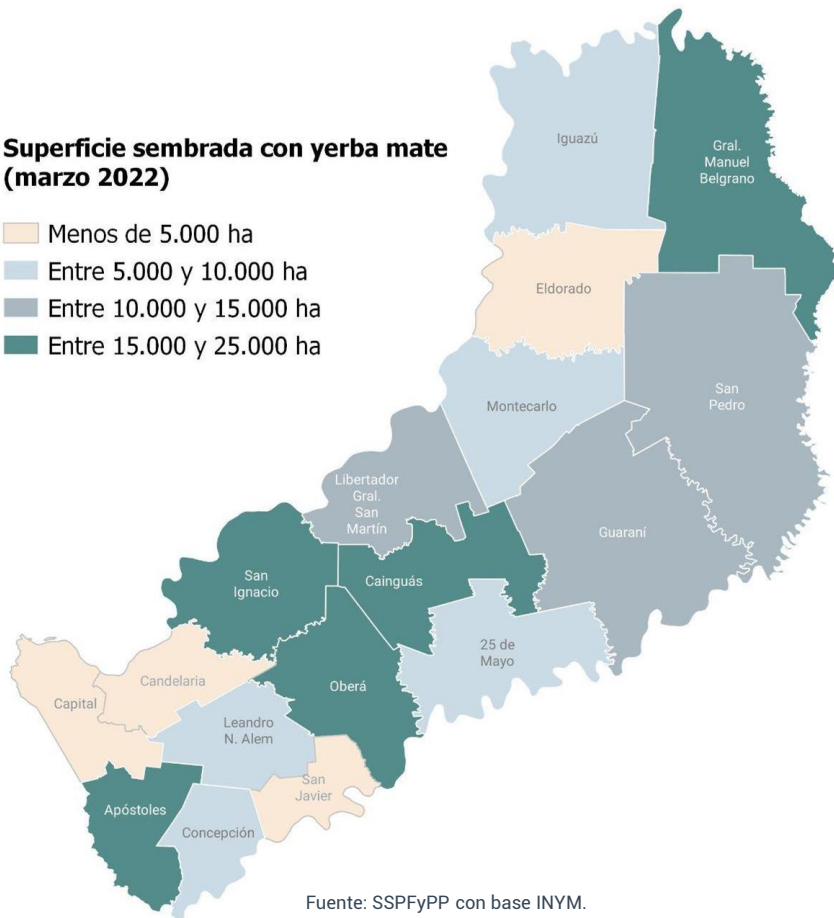 Superficie sembrada con yerba mate
(marzo 2022)
Menos de 5.000 ha
Entre 5.000 y 10.000 ha
Entre 10.000 y 15.000 ha
Entre 15.000 y 25.000 ha
Iguazú
Gral.
Manuel
Belgrano
Eldorado
San
Pedro
Montecarlo
Libertador
Gral.
San
Martín
Guaraní
San
Ignacio
Cainguás
25 de
Mayo
Candelaria
Oberá
Capital
Leandro
N. Alem
San
Javier
Apóstoles
Concepción
Fuente: SSPFyPP con base INYM.